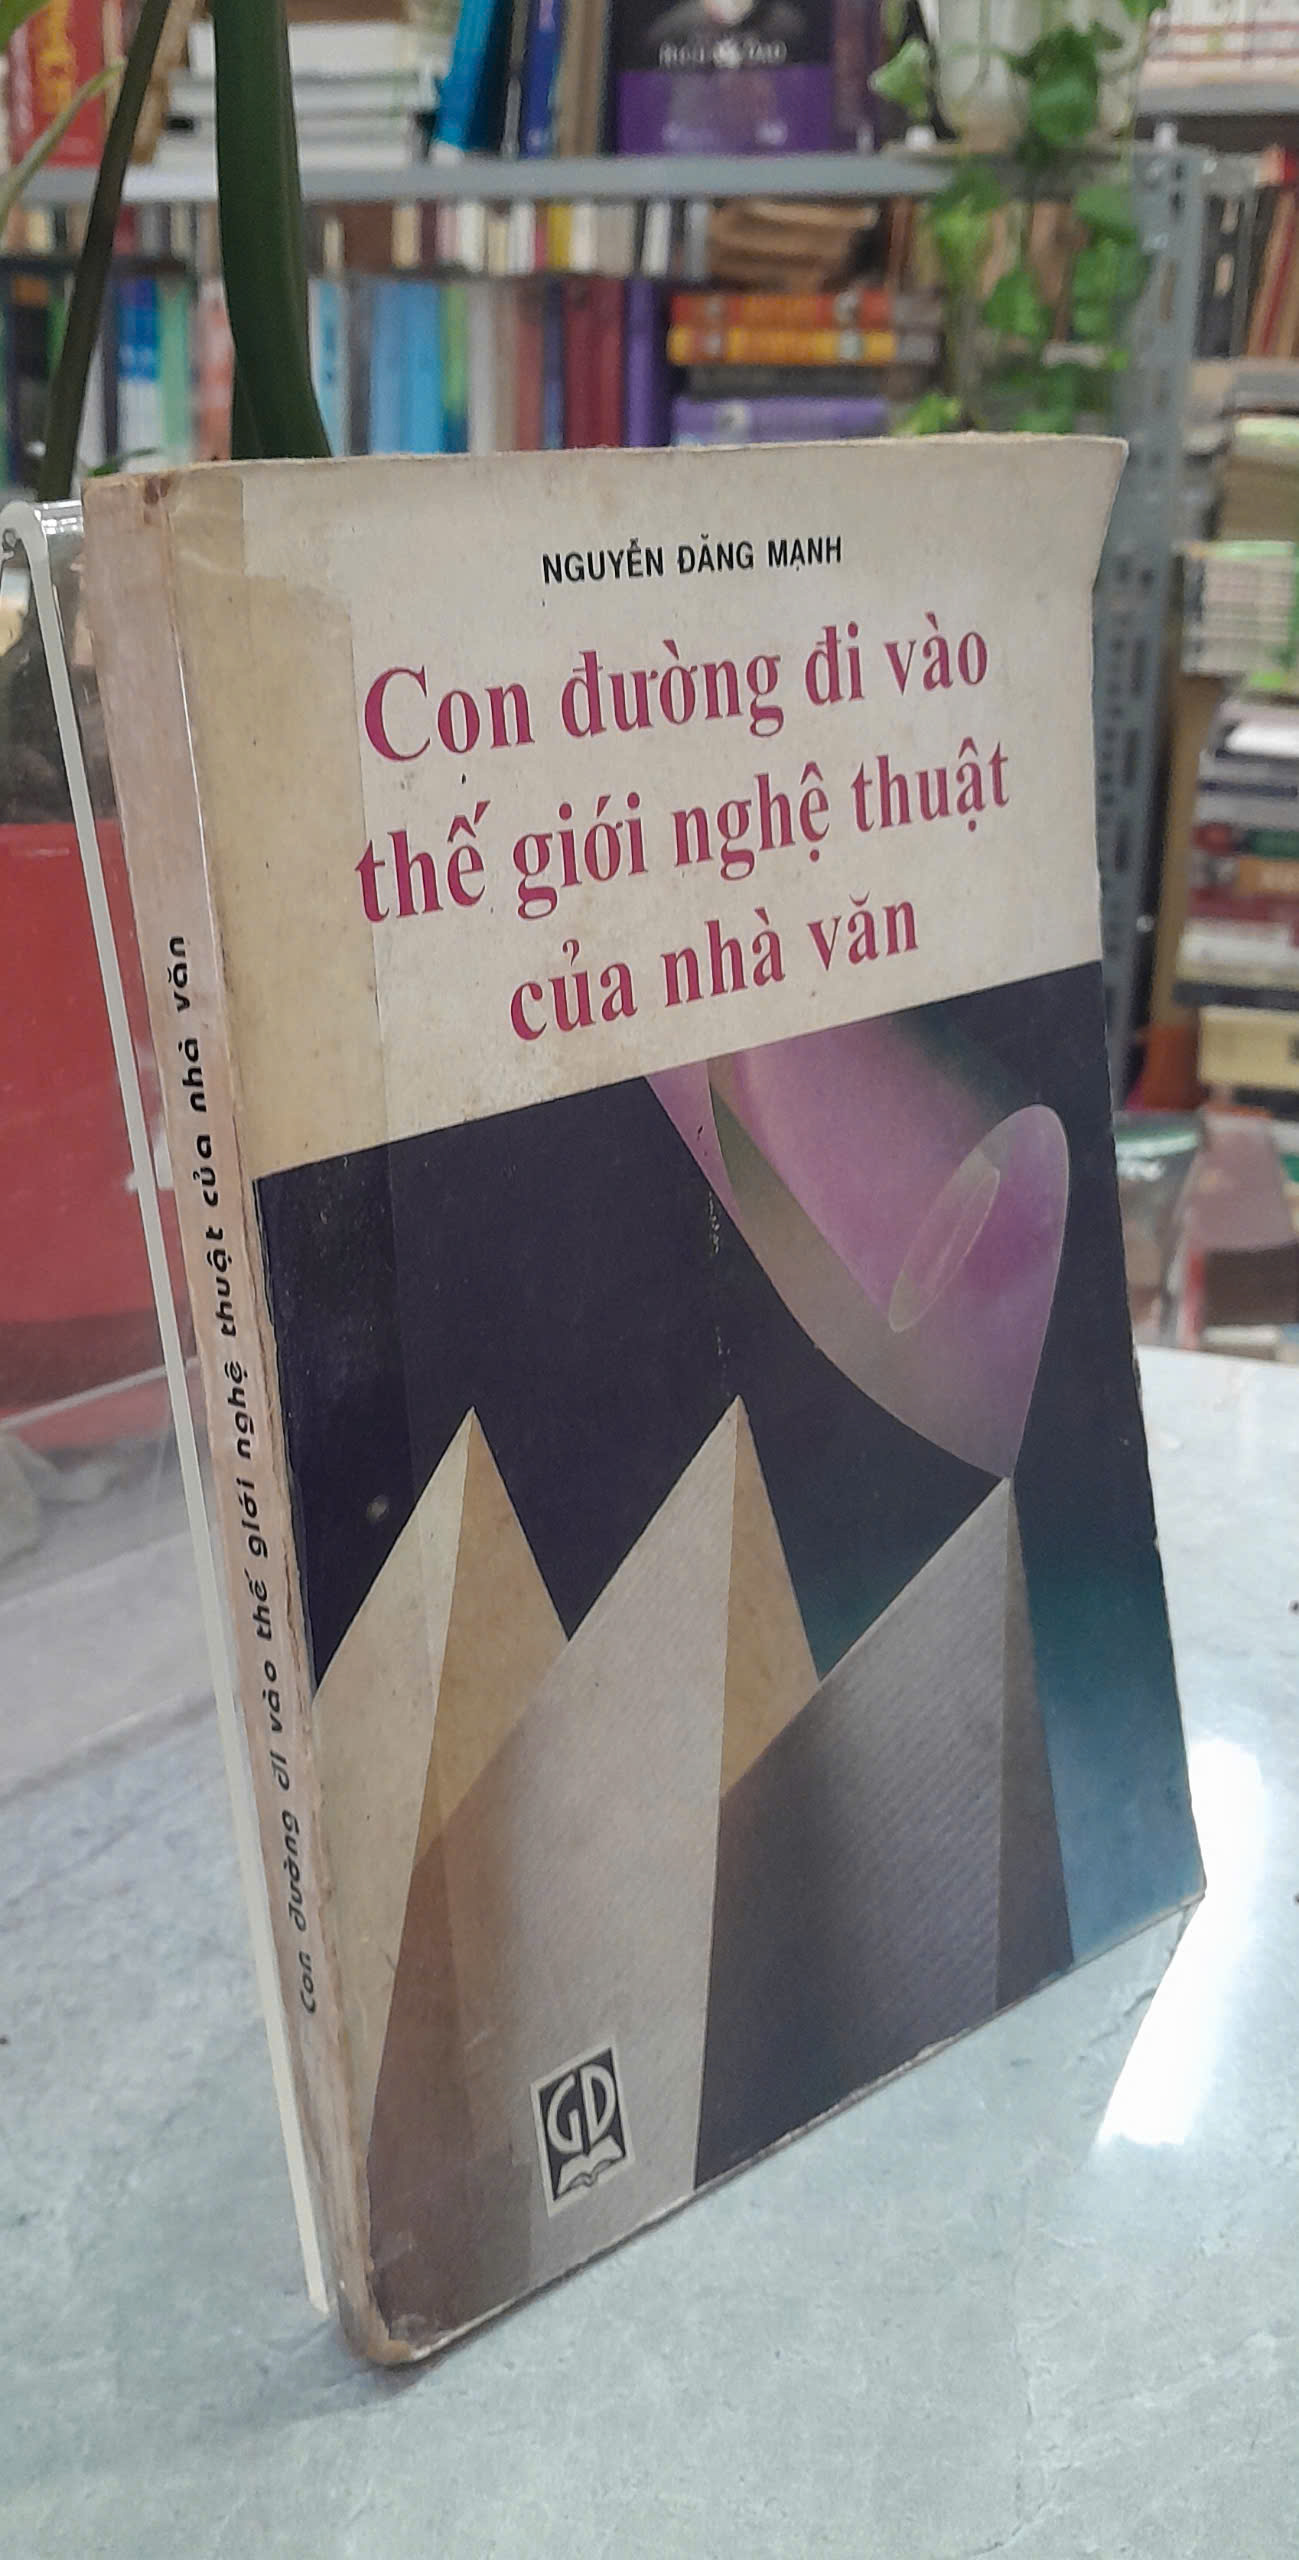 NGUYỄN ĐĂNG MẠNH
Con đường đi vào
thế giới nghệ thuật
của nhà văn
GD
Con đường đi vào thế giới nghệ thuật của nhà văn